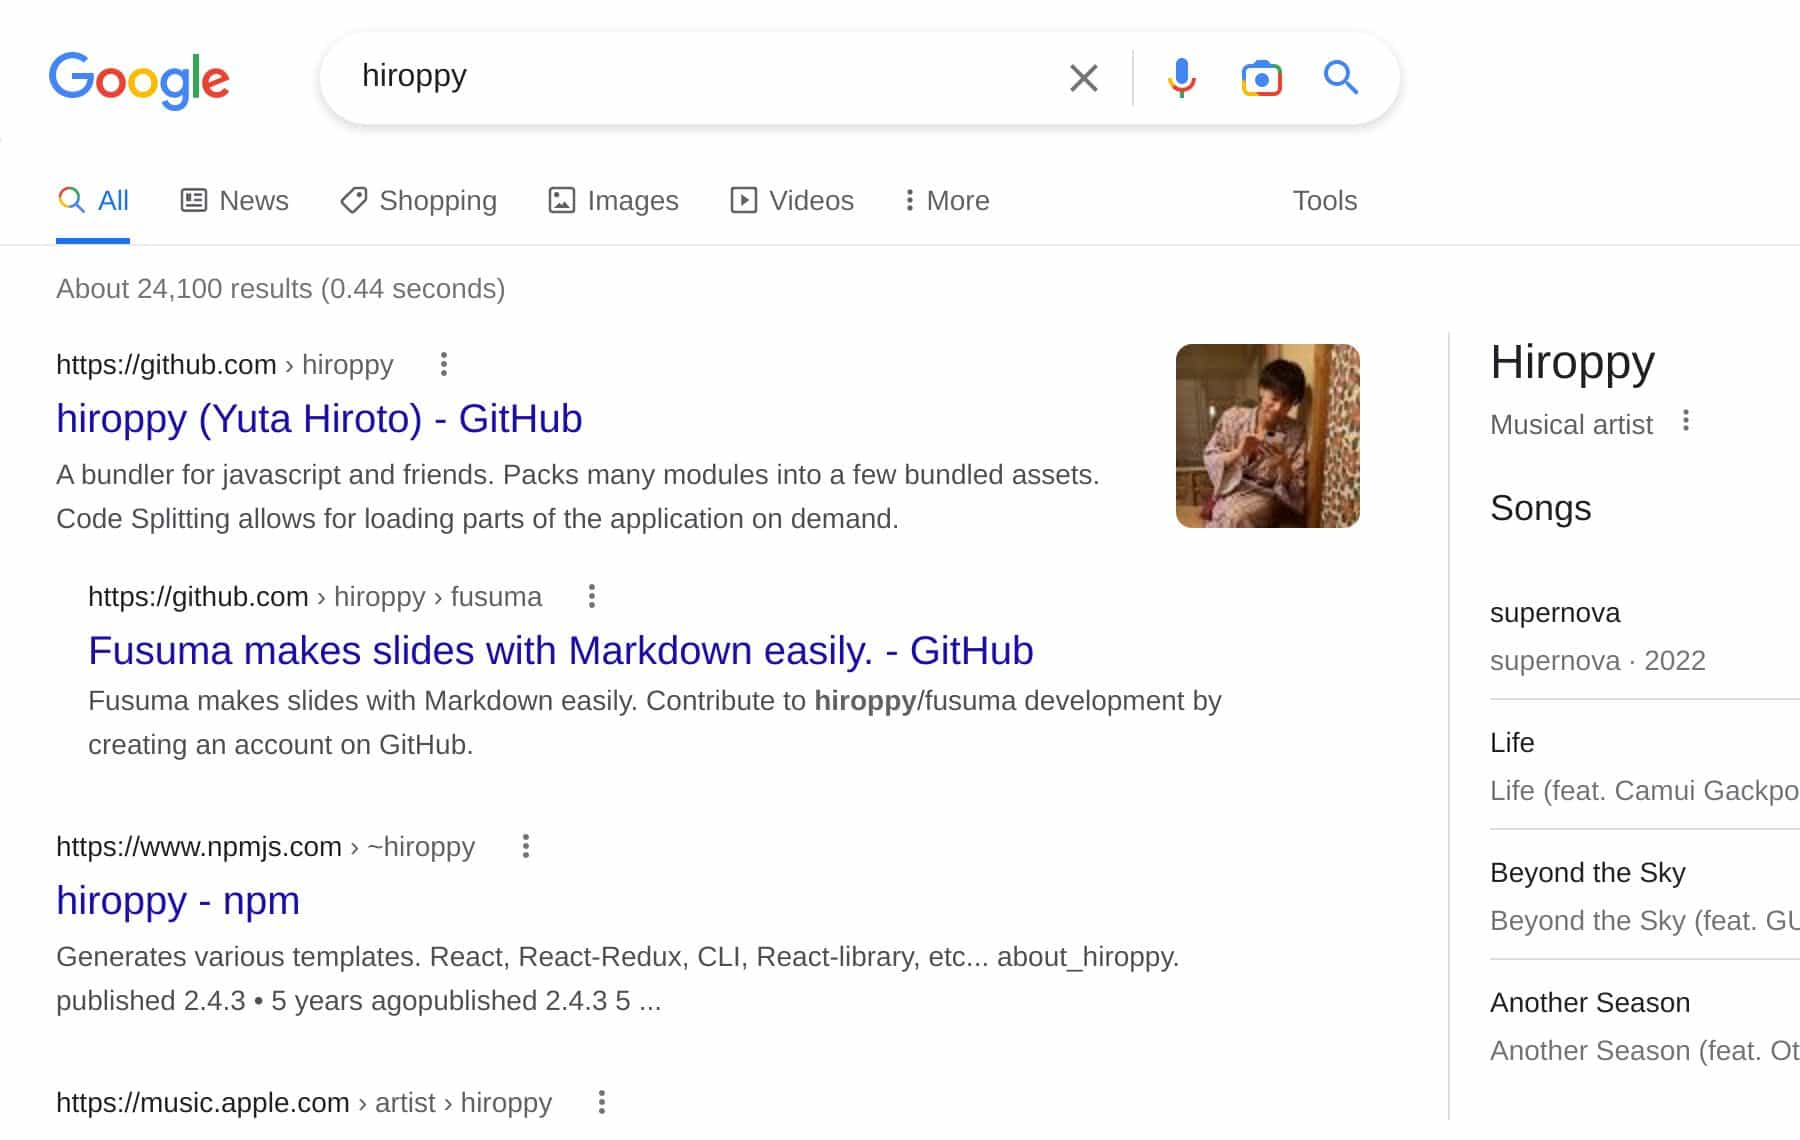 Google
hiroppy
All
News
Shopping
Images
Videos
More
Tools
About 24,100 results (0.44 seconds)
https://github.com › hiroppy
hiroppy (Yuta Hiroto) - GitHub
A bundler for javascript and friends. Packs many modules into a few bundled assets.
Code Splitting allows for loading parts of the application on demand.
https://github.com › hiroppy › fusuma
Fusuma makes slides with Markdown easily. - GitHub
Fusuma makes slides with Markdown easily. Contribute to hiroppy/fusuma development by
creating an account on GitHub.
https://www.npmjs.com › ~hiroppy
hiroppy - npm
Generates various templates. React, React-Redux, CLI, React-library, etc... about_hiroppy.
published 2.4.3 • 5 years agopublished 2.4.3 5 ...
https://music.apple.com › artist › hiroppy
Hiroppy
Musical artist
Songs
supernova
supernova · 2022
Life
Life (feat. Camui Gackpo
Beyond the Sky
Beyond the Sky (feat. GU
Another Season
Another Season (feat. Ot